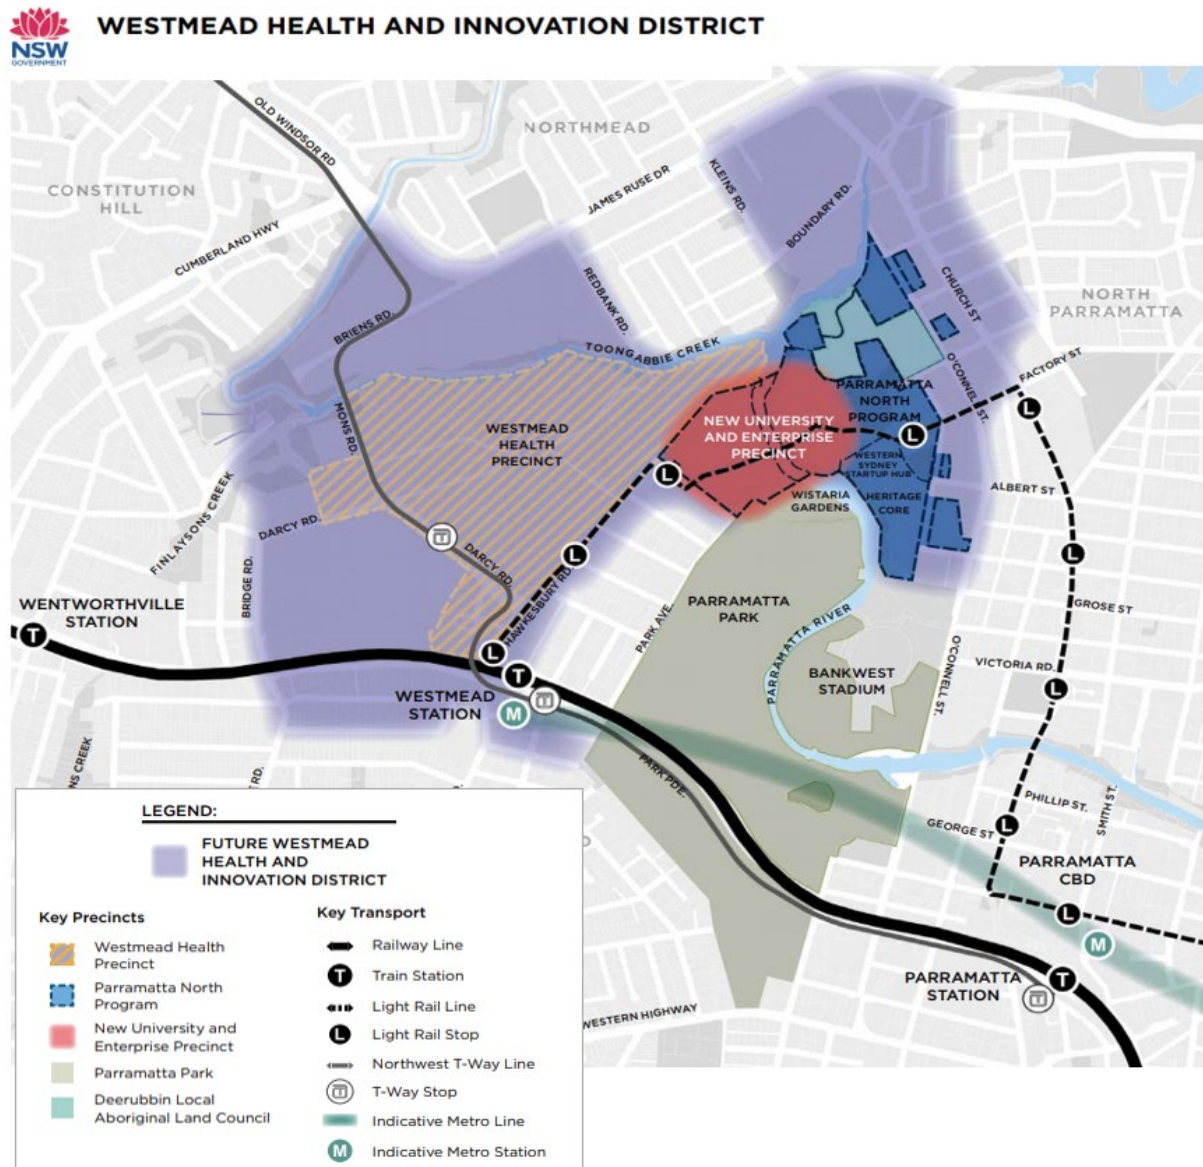 NSW
GOVERNMENT
WESTMEAD HEALTH AND INNOVATION DISTRICT
OLD WINDSOR RD
NORTHMEAD
CONSTITUTION
HILL
JAMES RUSE DR
KLEINS RD.
BOUNDARY RD.
CUMBERLAND HWY
REDBANK RD.
CHURCH ST
NORTH
PARRAMATTA
BRIENS RD.
TOONGABBIE CREEK
O'CONNELL ST.
FACTORY ST
MONS RD.
PARRAMATTA
NORTH
PROGRAM
WESTMEAD
HEALTH
PRECINCT
NEW UNIVERSITY
AND ENTERPRISE
PRECINCT
L
L
L
WESTERN
SYDNEY
STARTUP HUB
WISTARIA
GARDENS
HERITAGE
CORE
ALBERT ST
FINLAYSONS CREEK
DARCY RD.
DARCY RD.
L
L
BRIDGE RD.
HAWKESBURY RD.
WENTWORTHVILLE
STATION
T
PARK AVE.
PARRAMATTA
PARK
PARRAMATTA RIVER
GROSE ST
L
T
WESTMEAD
STATION
M
BANKWEST
STADIUM
O'CONNELL ST.
VICTORIA RD.
L
PARK PDE.
NS CREEK
RD.
PHILLIP ST.
SMITH ST.
GEORGE ST
L
PARRAMATTA
CBD
L
M
PARRAMATTA
STATION
T
WESTERN HIGHWAY
LEGEND:
FUTURE WESTMEAD
HEALTH AND
INNOVATION DISTRICT
Key Precincts
Westmead Health
Precinct
Parramatta North
Program
New University and
Enterprise Precinct
Parramatta Park
Deerubbin Local
Aboriginal Land Council
Key Transport
Railway Line
T
Train Station
Light Rail Line
L
Light Rail Stop
Northwest T-Way Line
T-Way Stop
Indicative Metro Line
M
Indicative Metro Station